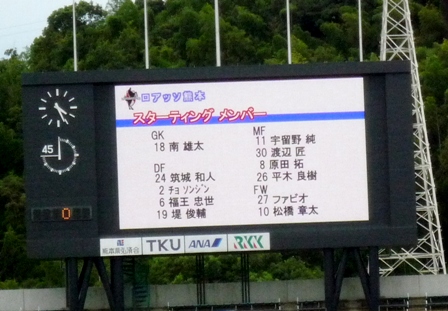 ロアッソ熊本
スターティング メンバー
GK
18 南 雄太
DF
24 筑城 和人
2 チョ ソンジン
6 福王 忠世
19 堤 俊輔
MF
11 宇留野 純
30 渡辺 匠
8 原田 拓
26 平木 良樹
FW
27 ファビオ
10 松橋 章太
45
0
TKU
ANA
RKK